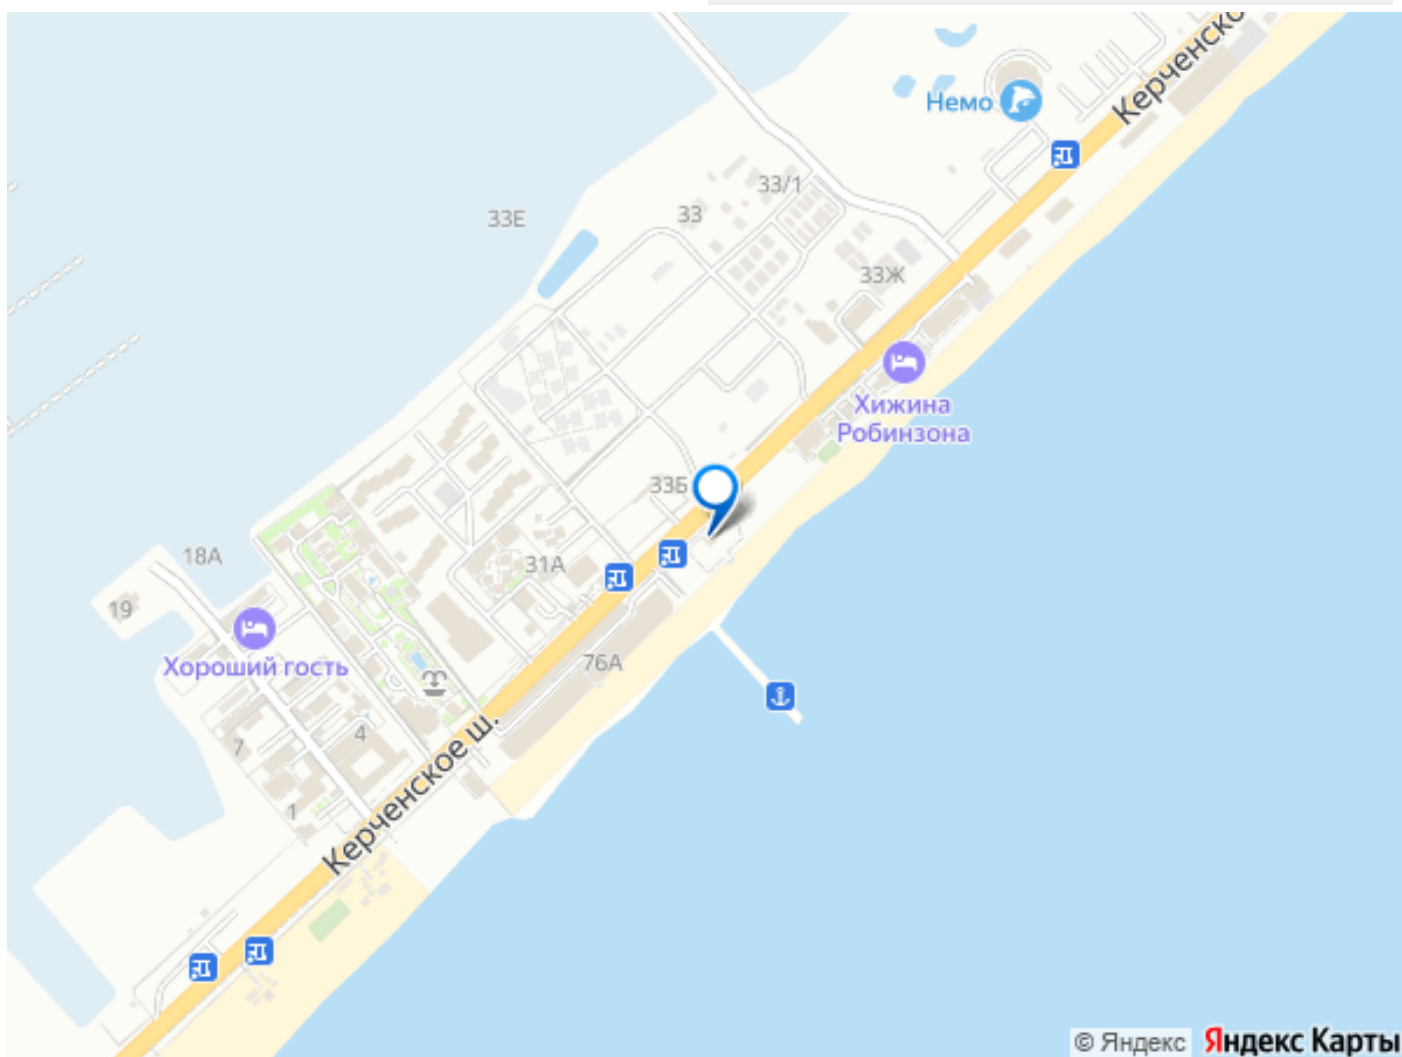 Керченско
Немо
33/1
33
33Е
33Ж
Хижина
Робинзона
33Б
18А
31А
19
Хороший гость
76А
7
4
Керченское ш.
1
© Яндекс Яндекс Карты